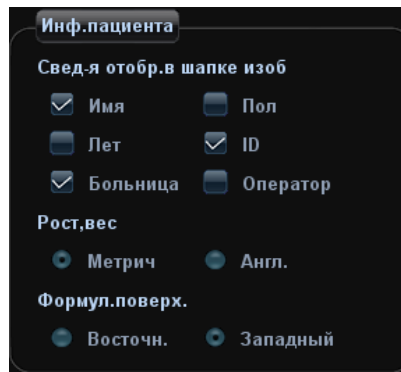 Инф.пациента
Свед-я отобр.в шапке изоб
Имя Пол
Лет ID
Больница Оператор
Рост,вес
Метрич Англ.
Формул.поверх.
Восточн. Западный